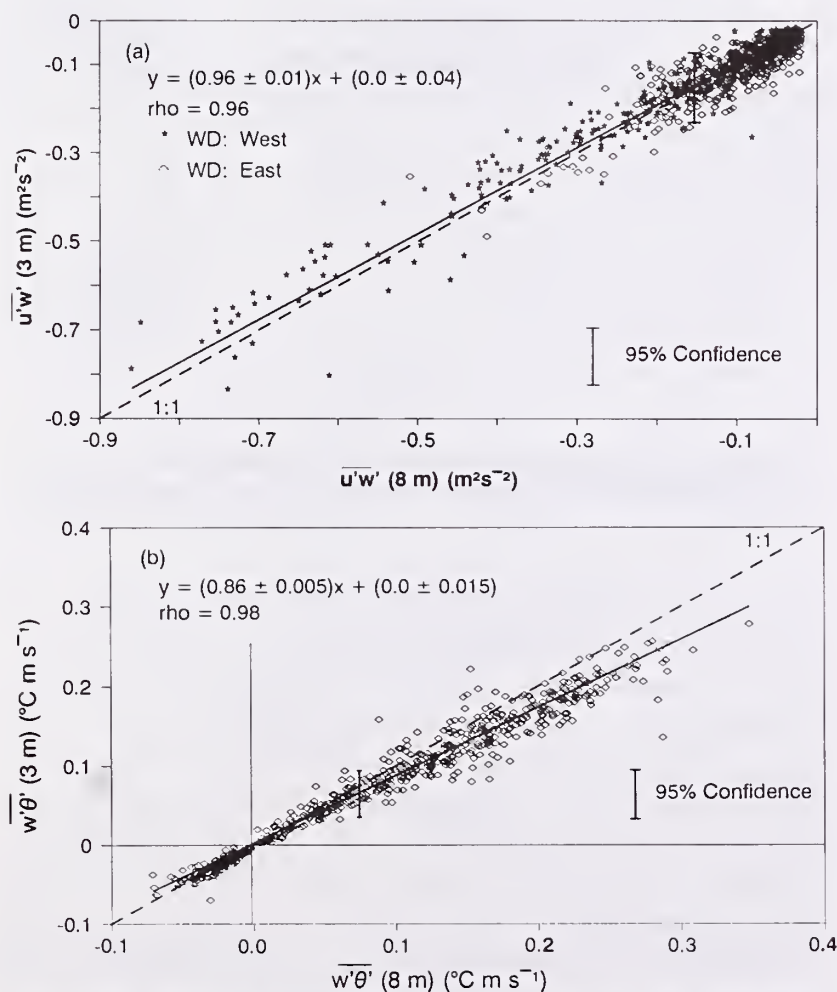 (a)
y = (0.96 ± 0.01)x + (0.0 ± 0.04)
rho = 0.96
* WD: West
WD: East
0
-0.1
-0.3
-0.5
-0.7
-0.9
u'w' (3 m) (m²s⁻²)
95% Confidence
1:1
-0.9
-0.7
-0.5
-0.3
-0.1
u'w' (8 m) (m²s⁻²)
(b)
y = (0.86 ± 0.005)x + (0.0 ± 0.015)
rho = 0.98
1:1
0.4
0.3
0.2
0.1
0
-0.1
w'θ' (3 m) (°C m s⁻¹)
95% Confidence
-0.1
0.0
0.1
0.2
0.3
0.4
w'θ' (8 m) (°C m s⁻¹)